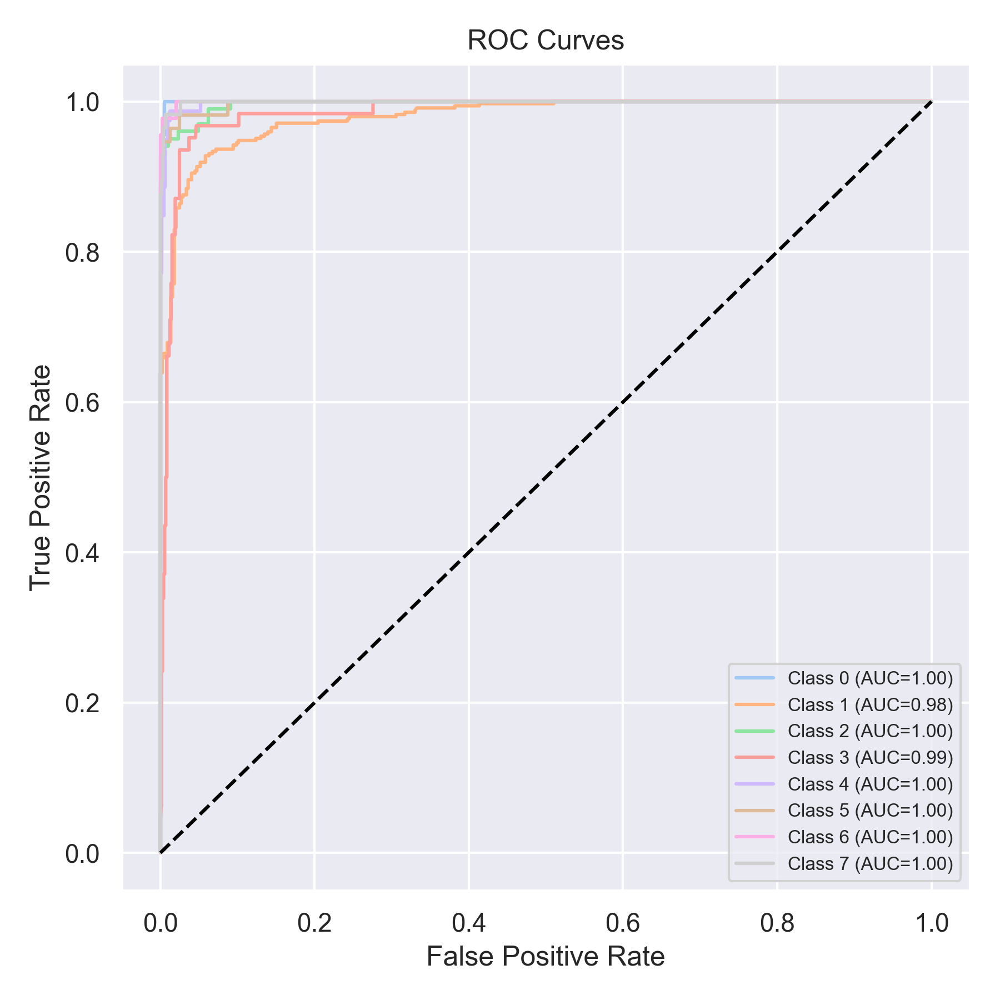 ROC Curves
1.0
0.8
0.6
0.4
0.2
0.0
True Positive Rate
0.0 0.2 0.4 0.6 0.8 1.0
False Positive Rate
Class 0 (AUC=1.00)
Class 1 (AUC=0.98)
Class 2 (AUC=1.00)
Class 3 (AUC=0.99)
Class 4 (AUC=1.00)
Class 5 (AUC=1.00)
Class 6 (AUC=1.00)
Class 7 (AUC=1.00)